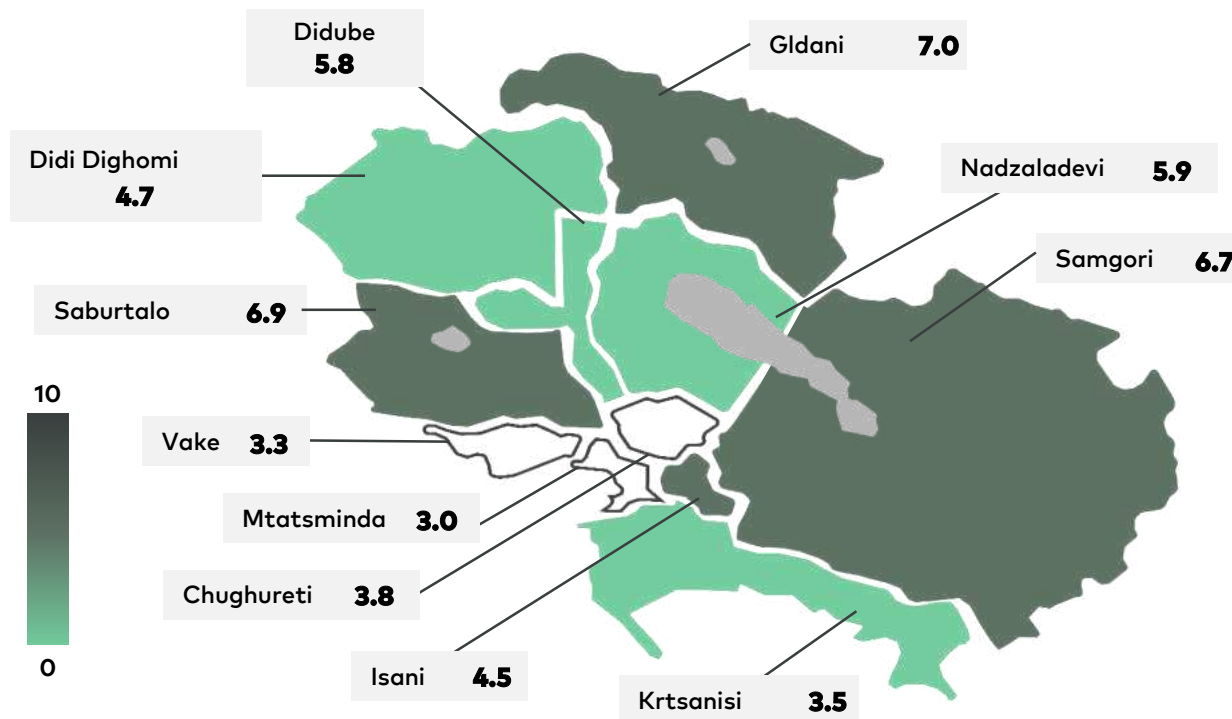 Didube
5.8
Gldani 7.0
Didi Dighomi
4.7
Nadzaladevi 5.9
Samgori 6.7
Saburtalo 6.9
10
Vake 3.3
Mtatsminda 3.0
Chughureti 3.8
0
Isani 4.5
Krtsanisi 3.5